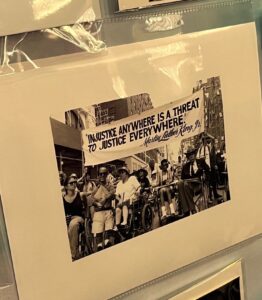 "INJUSTICE ANYWHERE IS A THREAT
TO JUSTICE EVERYWHERE"
Martin Luther King, Jr.